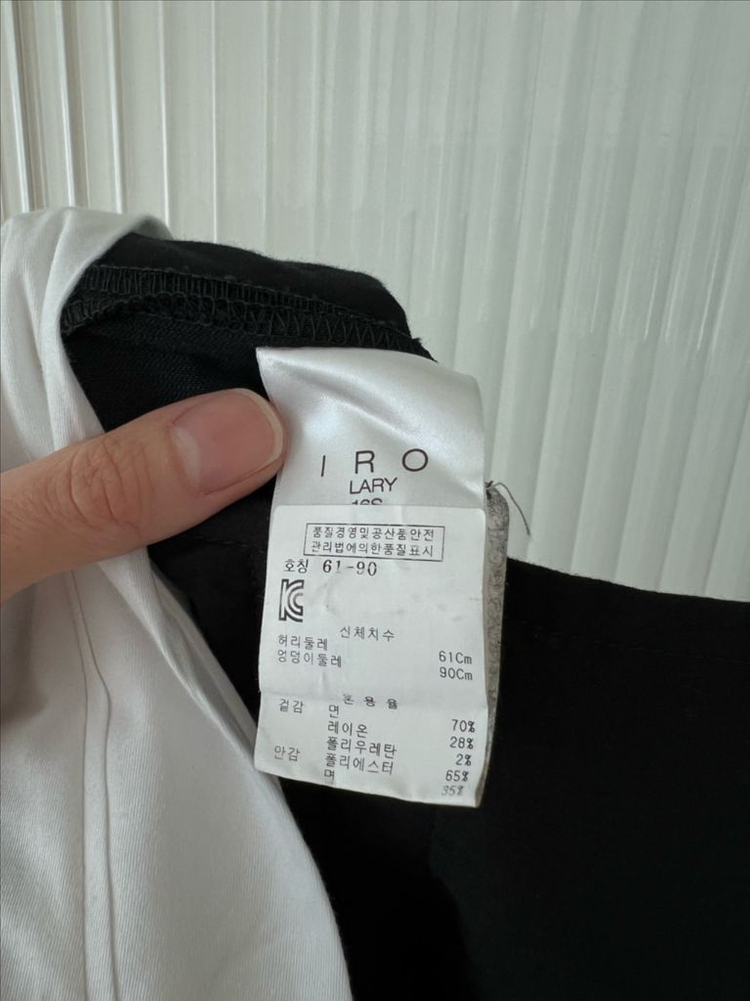 I R O
LARY
16S
품질경영및공산품안전
관리법에의한품질표시
호칭 61-90
신체치수
허리둘레 61Cm
엉덩이둘레 90Cm
혼용율
겉감 면 70%
레이온 28%
폴리우레탄 2%
안감 폴리에스터 65%
면 35%